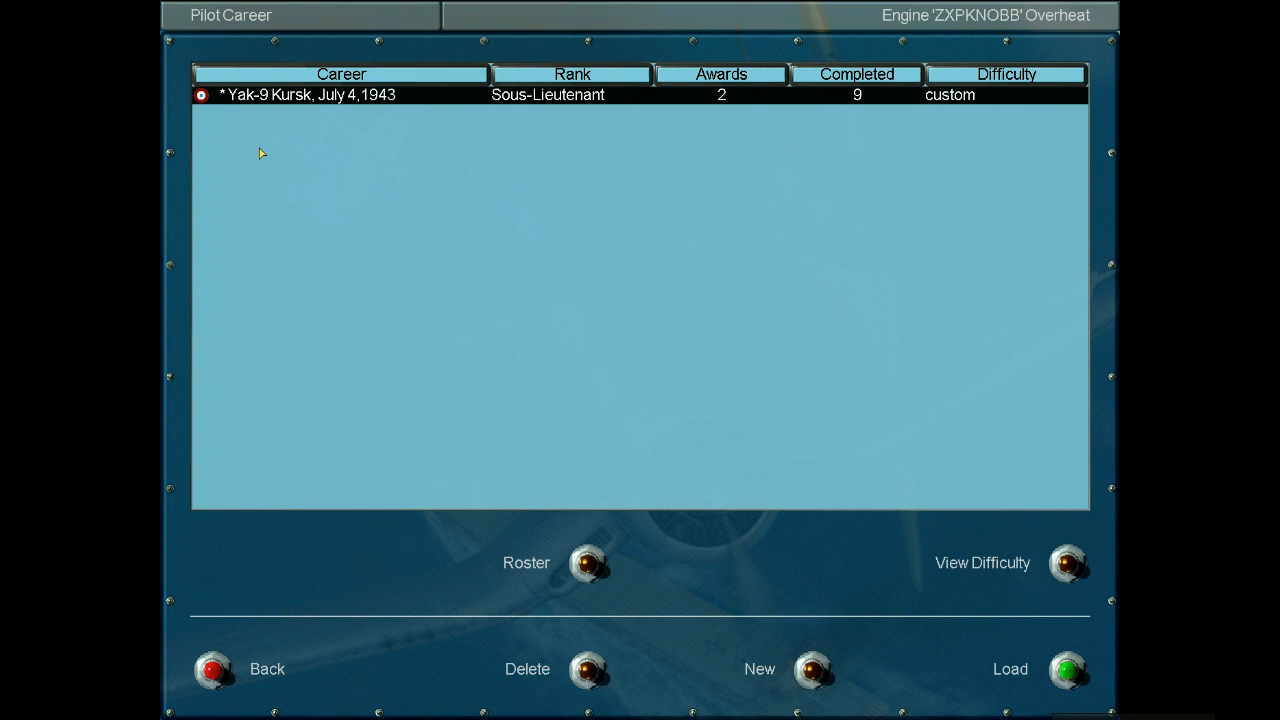 Pilot Career Engine 'ZXPKNOBB' Overheat
Career Rank Awards Completed Difficulty
* Yak-9 Kursk, July 4,1943 Sous-Lieutenant 2 9 custom
Roster View Difficulty
Back Delete New Load